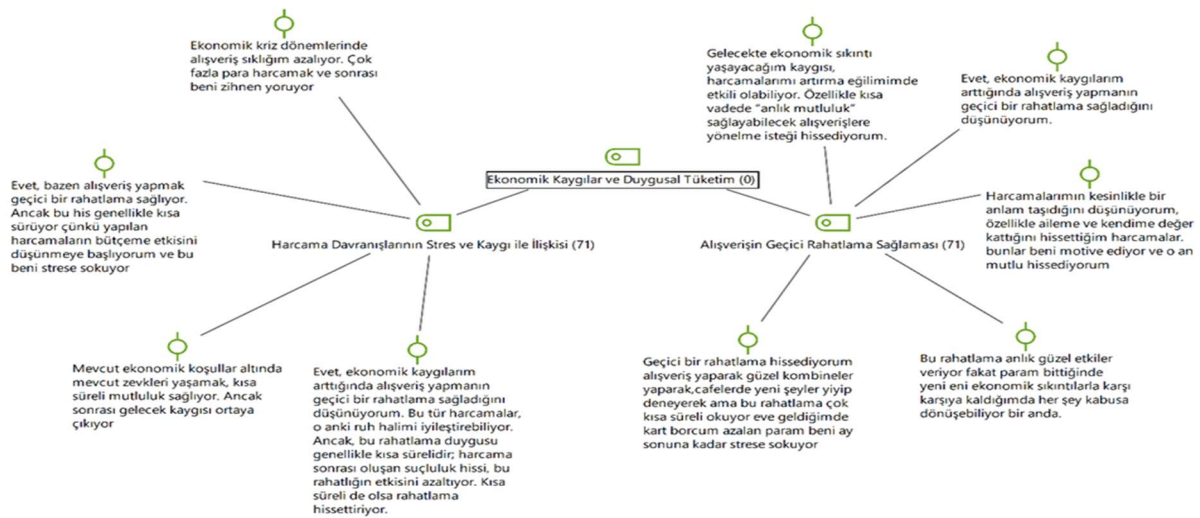 Ekonomik kriz dönemlerinde
alışveriş sıklığım azalıyor. Çok
fazla para harcamak ve sonrası
beni zihnen yoruyor
Gelecekte ekonomik sıkıntı
yaşayacağım kaygısı,
harcamalarımı artırma eğilimimde
etkili olabiliyor. Özellikle kısa
vadede "anlık mutluluk"
sağlayabilecek alışverişlere
yönelme isteği hissediyorum.
Evet, ekonomik kaygılarım
arttığında alışveriş yapmanın
geçici bir rahatlama sağladığını
düşünüyorum.
Ekonomik Kaygılar ve Duygusal Tüketim (0)
Evet, bazen alışveriş yapmak
geçici bir rahatlama sağlıyor.
Ancak bu his genellikle kısa
sürüyor çünkü yapılan
harcamaların bütçeme etkisini
düşünmeye başlıyorum ve bu
beni strese sokuyor
Harcama Davranışlarının Stres ve Kaygı ile İlişkisi (71)
Alışverişin Geçici Rahatlama Sağlaması (71)
Harcamalarımın kesinlikle bir
anlam taşıdığını düşünüyorum,
özellikle aileme ve kendime değer
kattığını hissettiğim harcamalar.
bunlar beni motive ediyor ve o an
mutlu hissediyorum
Mevcut ekonomik koşullar altında
mevcut zevkleri yaşamak, kısa
süreli mutluluk sağlıyor. Ancak
sonrası gelecek kaygısı ortaya
çıkıyor
Evet, ekonomik kaygılarım
arttığında alışveriş yapmanın
geçici bir rahatlama sağladığını
düşünüyorum. Bu tür harcamalar,
o anki ruh halimi iyileştirebiliyor.
Ancak, bu rahatlama duygusu
genellikle kısa sürelidir; harcama
sonrası oluşan suçluluk hissi, bu
rahatlığın etkisini azaltıyor. Kısa
süreli de olsa rahatlama
hissettiriyor.
Geçici bir rahatlama hissediyorum
alışveriş yaparak güzel kombineler
yaparak,cafelerde yeni şeyler yiyip
deneyerek ama bu rahatlama çok
kısa süreli okuyor eve geldiğimde
kart borcum azalan param beni ay
sonuna kadar strese sokuyor
Bu rahatlama anlık güzel etkiler
veriyor fakat param bittiğinde
yeni eni ekonomik sıkıntılarla karşı
karşıya kaldığımda her şey kabusa
dönüşebiliyor bir anda.